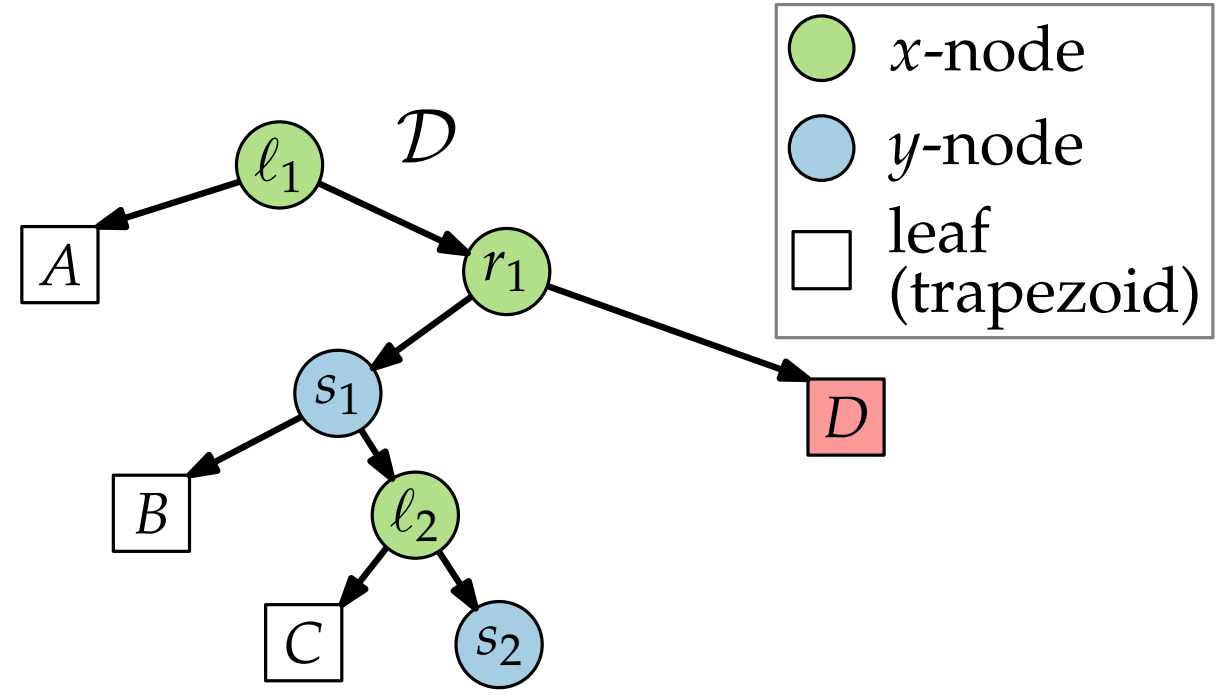 𝒟
ℓ1
A
r1
s1
D
B
ℓ2
C
s2
x-node
y-node
leaf
(trapezoid)